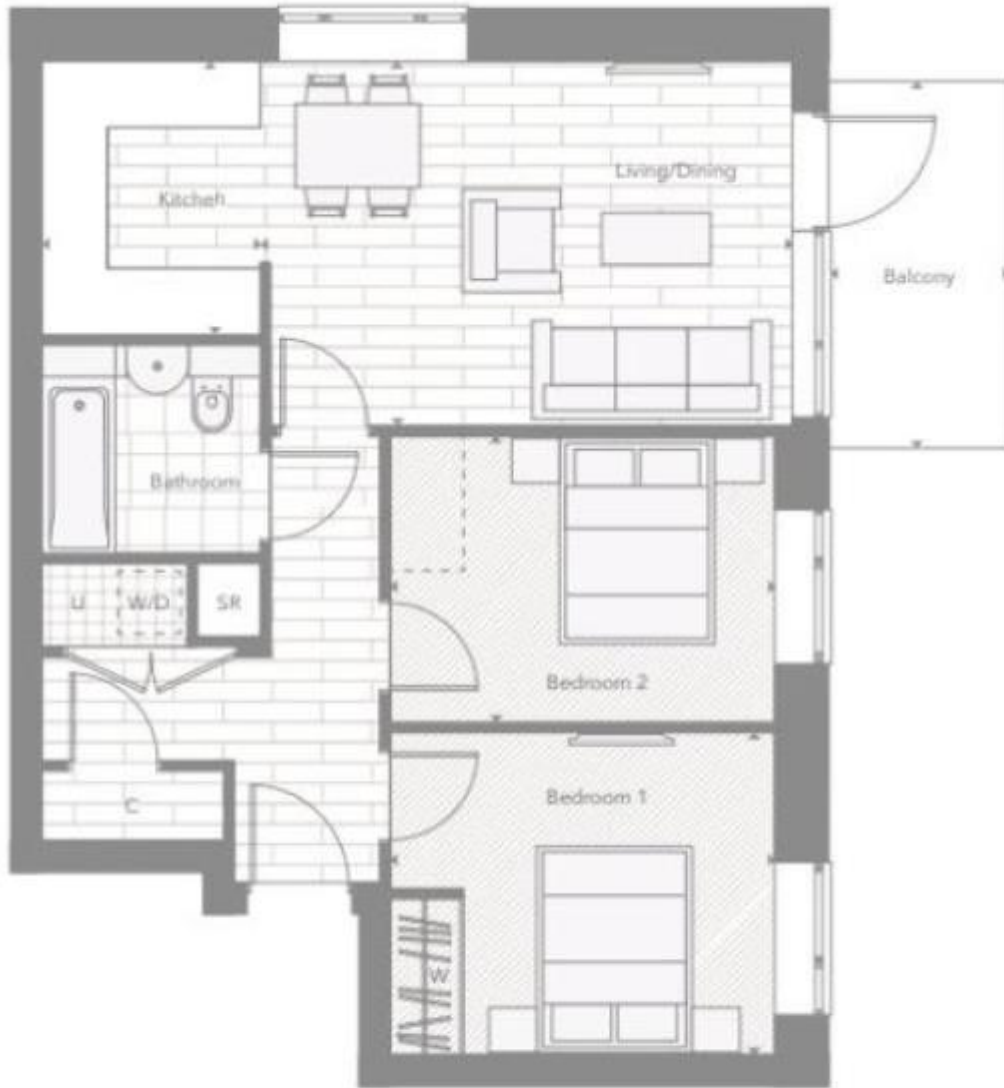 Living/Dining
Kitchen
Balcony
Bathroom
U
W/D
SR
Bedroom 2
Bedroom 1
C
W